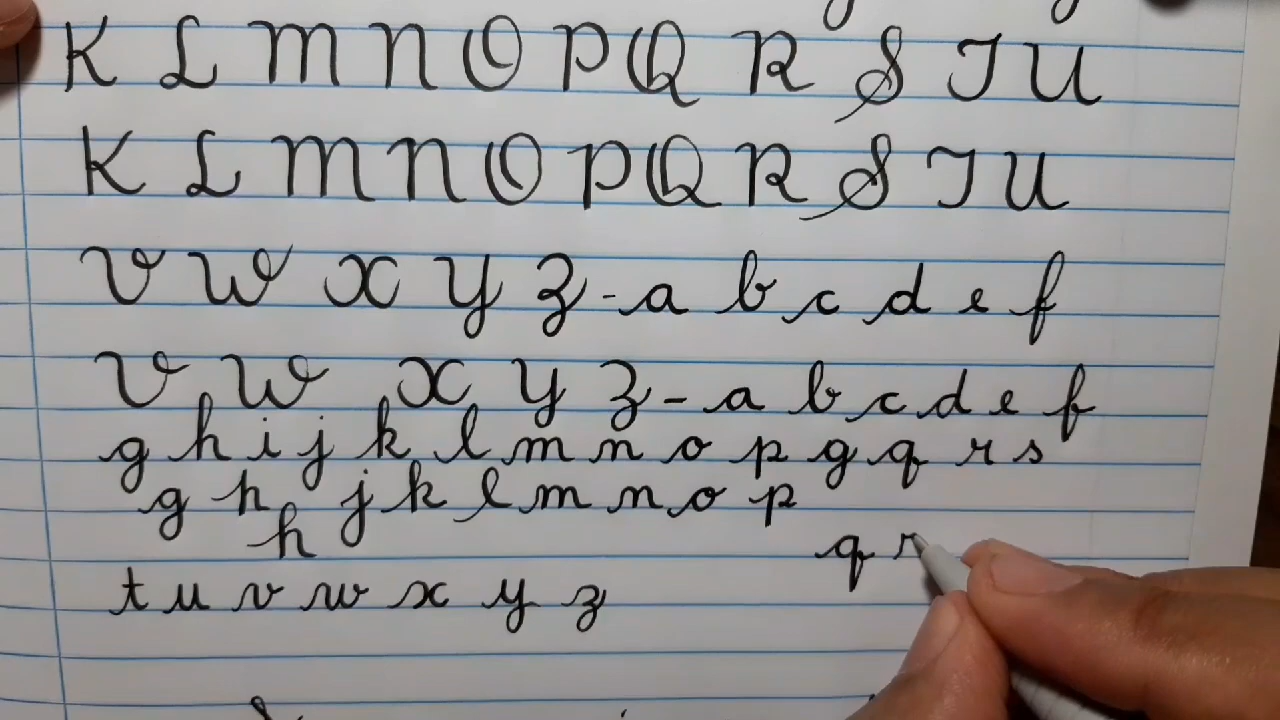 K L M N O P Q R S T U
K L M N O P Q R S T U
V W X Y Z - a b c d e f
V W X Y Z - a b c d e f
g h i j k l m n o p g q r s
g h j k l m n o p
h
q r
t u v w x y z